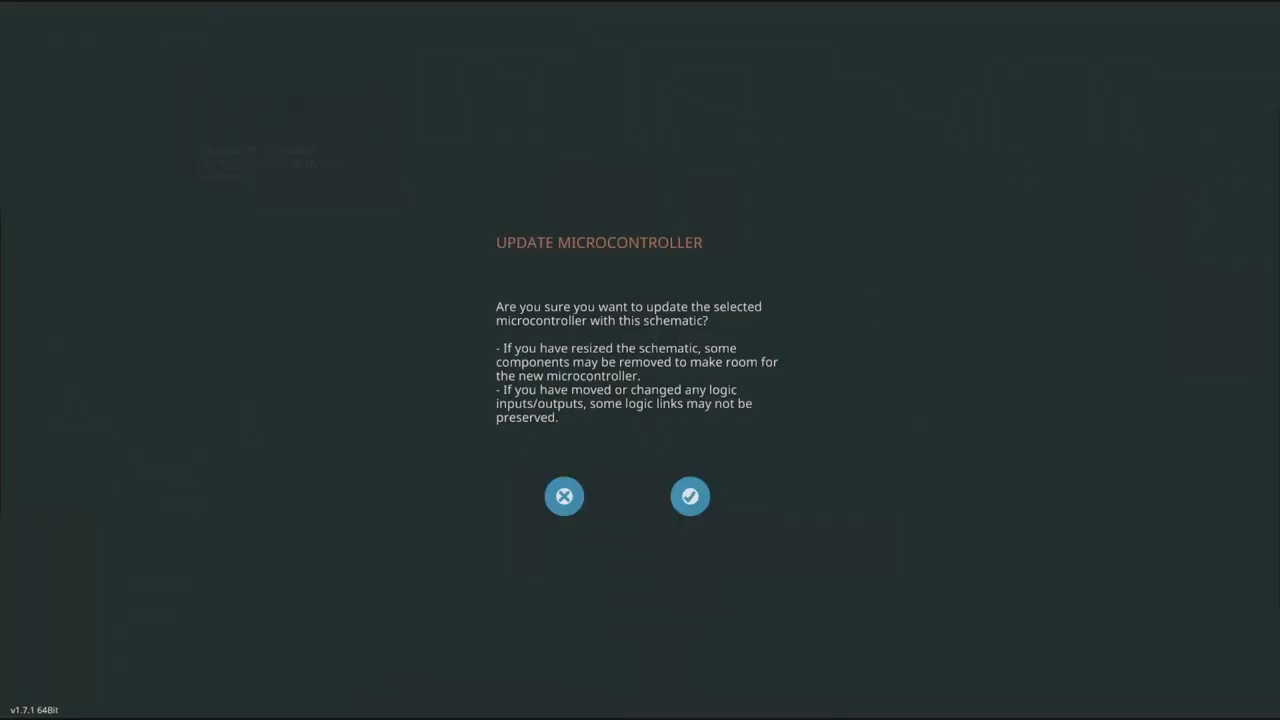 UPDATE MICROCONTROLLER
Are you sure you want to update the selected
microcontroller with this schematic?
- If you have resized the schematic, some
components may be removed to make room for
the new microcontroller.
- If you have moved or changed any logic
inputs/outputs, some logic links may not be
preserved.
v1.7.1 64Bit